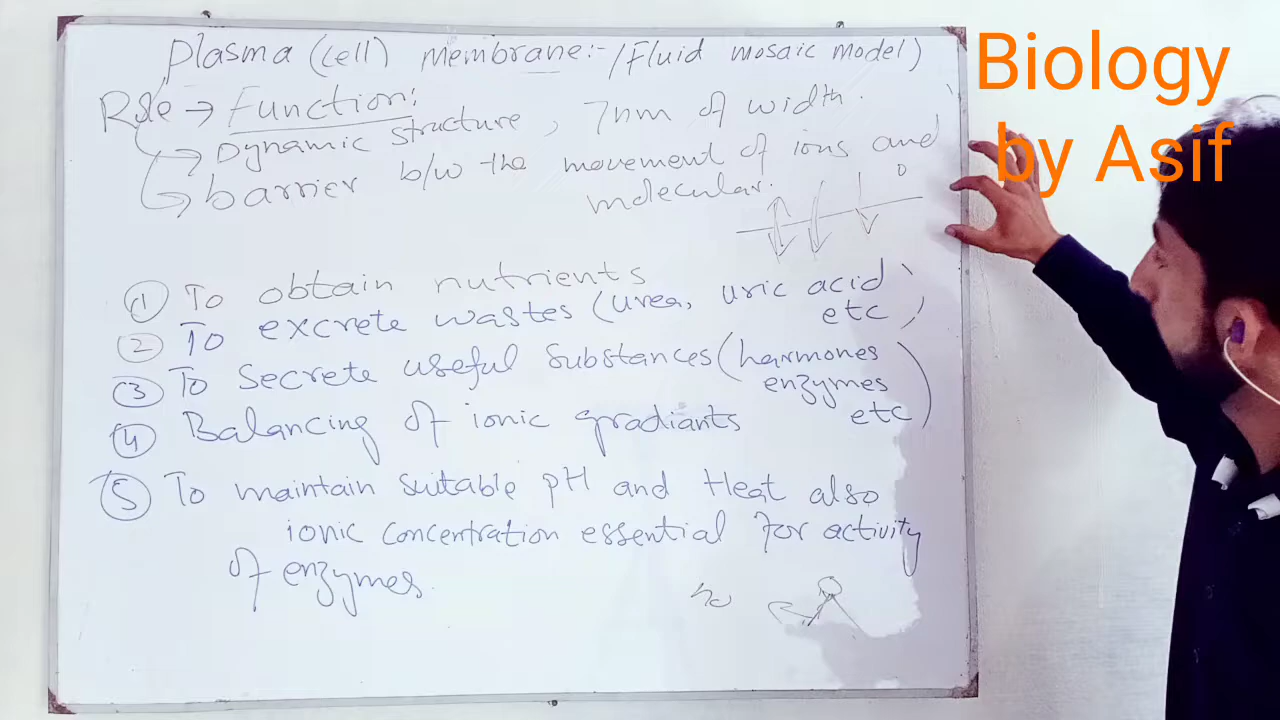 Plasma (cell) membrane:-/Fluid mosaic model)
Role → Function:
→ Dynamic structure, 7nm of width.
→ barrier b/w the movement of ions and
molecular.
① To obtain nutrients
② To excrete wastes (urea, uric acid
etc)
③ To secrete useful substances (harmones
enzymes
etc)
④ Balancing of ionic gradiants
⑤ To maintain suitable pH and Heat also
ionic concentration essential for activity
of enzymes.
Biology
by Asif